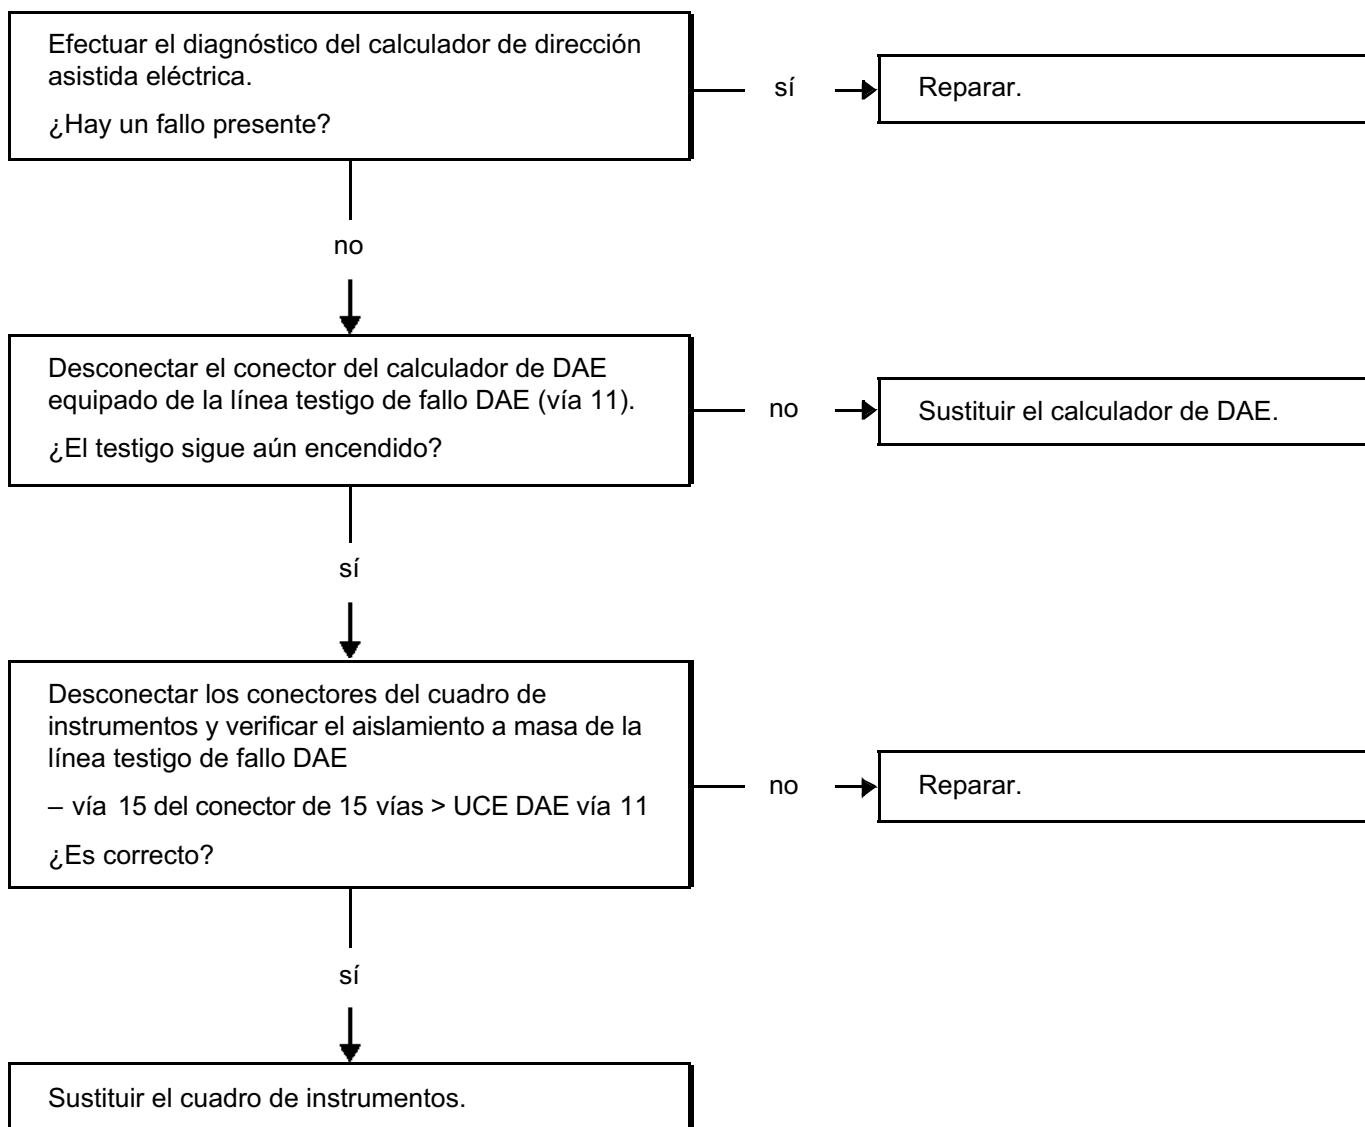 Efectuar el diagnóstico del calculador de dirección
asistida eléctrica.
¿Hay un fallo presente?
sí
Reparar.
no
Desconectar el conector del calculador de DAE
equipado de la línea testigo de fallo DAE (vía 11).
¿El testigo sigue aún encendido?
no
Sustituir el calculador de DAE.
sí
Desconectar los conectores del cuadro de
instrumentos y verificar el aislamiento a masa de la
línea testigo de fallo DAE
– vía 15 del conector de 15 vías > UCE DAE vía 11
¿Es correcto?
no
Reparar.
sí
Sustituir el cuadro de instrumentos.